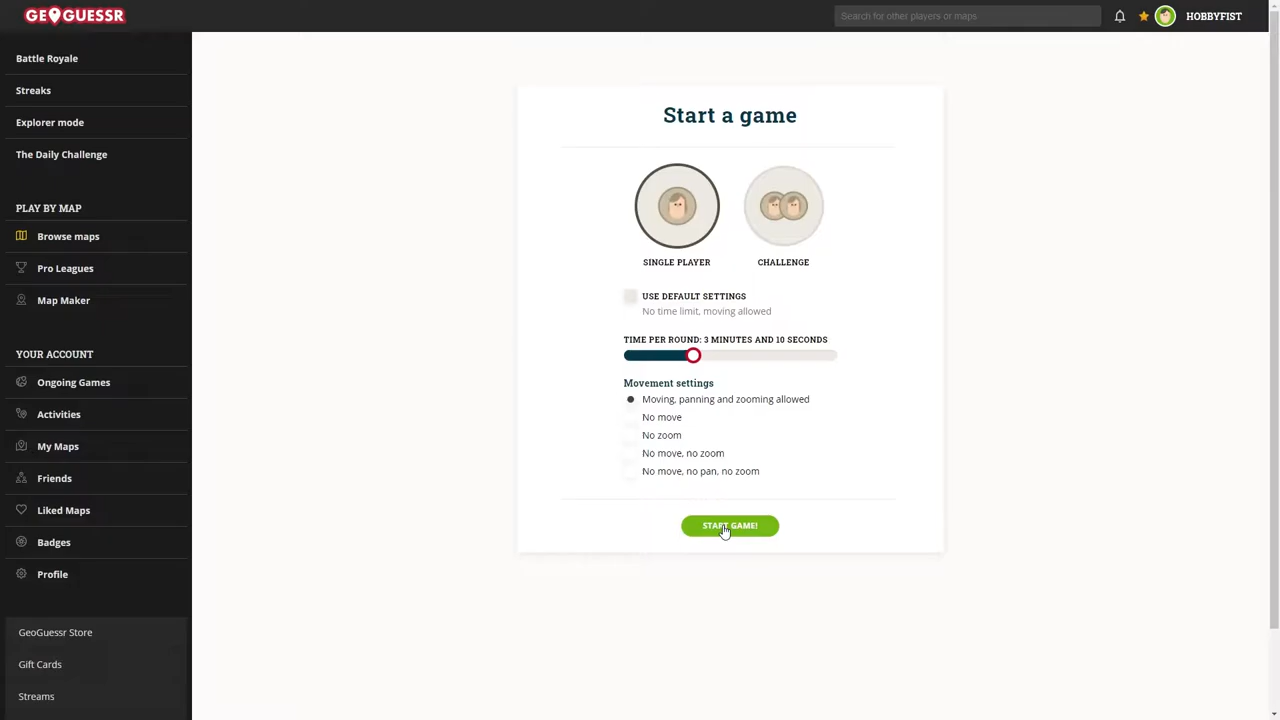 GEOGUESSR
Search for other players or maps
HOBBYFIST
Battle Royale
Streaks
Explorer mode
The Daily Challenge
PLAY BY MAP
Browse maps
Pro Leagues
Map Maker
YOUR ACCOUNT
Ongoing Games
Activities
My Maps
Friends
Liked Maps
Badges
Profile
GeoGuessr Store
Gift Cards
Streams
Start a game
SINGLE PLAYER
CHALLENGE
USE DEFAULT SETTINGS
No time limit, moving allowed
TIME PER ROUND: 3 MINUTES AND 10 SECONDS
Movement settings
Moving, panning and zooming allowed
No move
No zoom
No move, no zoom
No move, no pan, no zoom
START GAME!